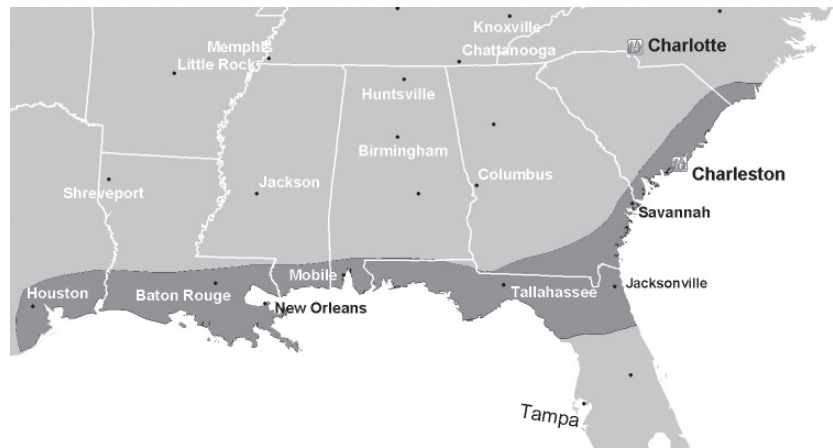 Knoxville
Memphis
Charlotte
Chattanooga
Little Rock
Huntsville
Birmingham
Columbus
Charleston
Jackson
Shreveport
Savannah
Mobile
Jacksonville
Houston
Baton Rouge
Tallahassee
New Orleans
Tampa